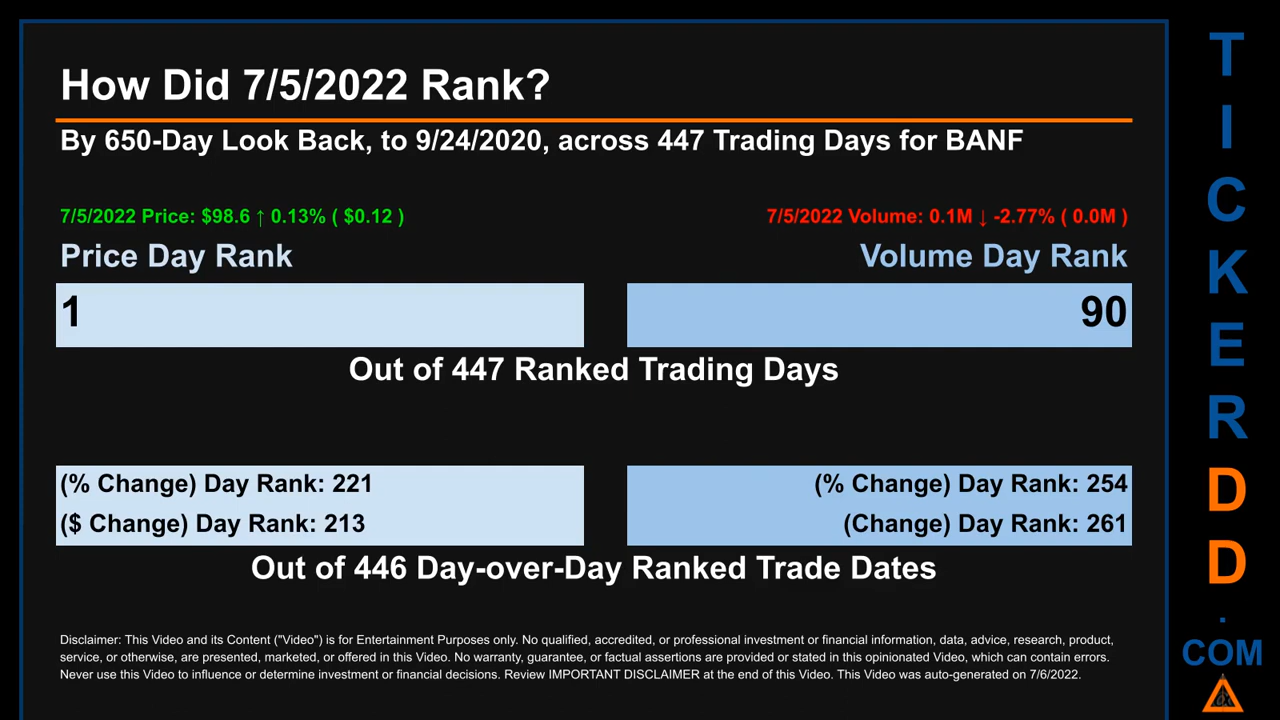 How Did 7/5/2022 Rank?
By 650-Day Look Back, to 9/24/2020, across 447 Trading Days for BANF
7/5/2022 Price: $98.6 ↑ 0.13% ( $0.12 )
7/5/2022 Volume: 0.1M ↓ -2.77% ( 0.0M )
Price Day Rank
Volume Day Rank
1
90
Out of 447 Ranked Trading Days
(% Change) Day Rank: 221
($ Change) Day Rank: 213
(% Change) Day Rank: 254
(Change) Day Rank: 261
Out of 446 Day-over-Day Ranked Trade Dates
Disclaimer: This Video and its Content ("Video") is for Entertainment Purposes only. No qualified, accredited, or professional investment or financial information, data, advice, research, product,
service, or otherwise, are presented, marketed, or offered in this Video. No warranty, guarantee, or factual assertions are provided or stated in this opinionated Video, which can contain errors.
Never use this Video to influence or determine investment or financial decisions. Review IMPORTANT DISCLAIMER at the end of this Video. This Video was auto-generated on 7/6/2022.
T
I
C
K
E
R
D
D
.
COM